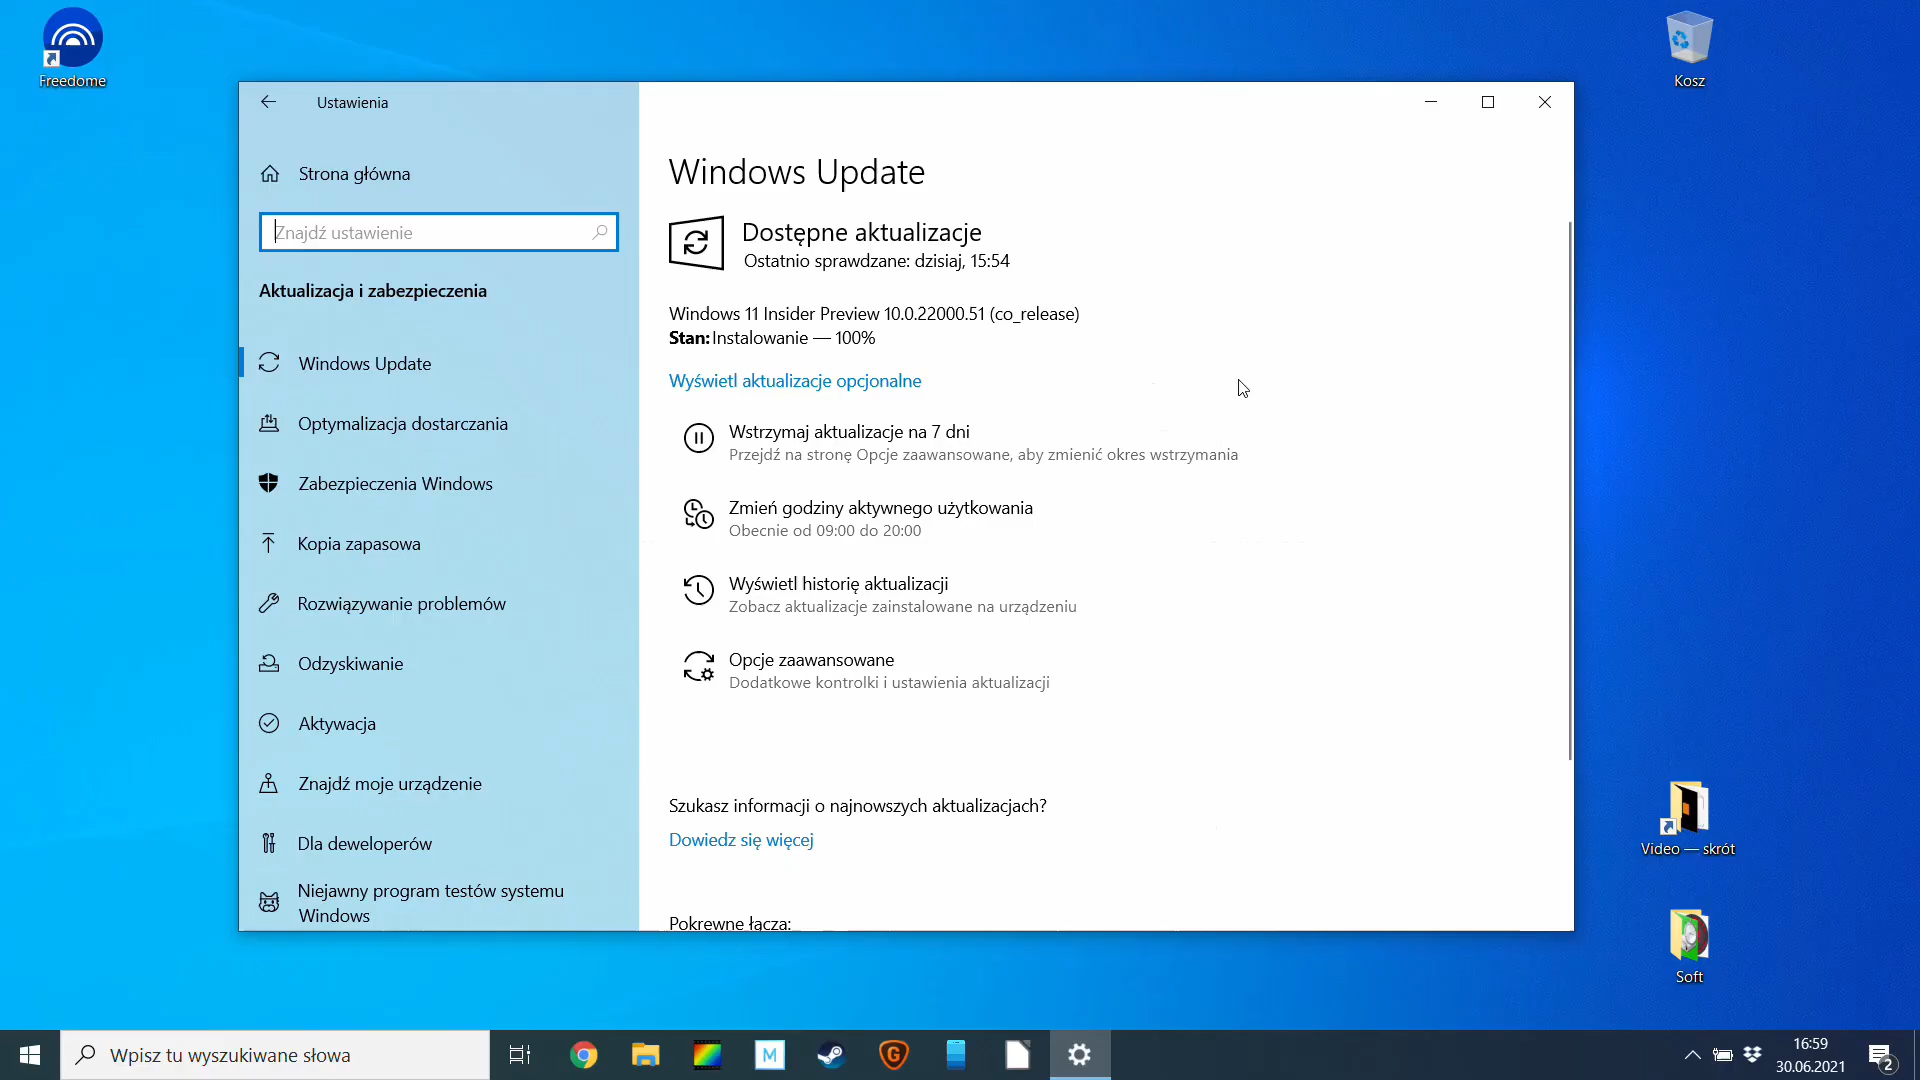 Freedome
Kosz
Ustawienia
Strona główna
Znajdź ustawienie
Aktualizacja i zabezpieczenia
Windows Update
Optymalizacja dostarczania
Zabezpieczenia Windows
Kopia zapasowa
Rozwiązywanie problemów
Odzyskiwanie
Aktywacja
Znajdź moje urządzenie
Dla deweloperów
Niejawny program testów systemu
Windows
Windows Update
Dostępne aktualizacje
Ostatnio sprawdzane: dzisiaj, 15:54
Windows 11 Insider Preview 10.0.22000.51 (co_release)
Stan: Instalowanie — 100%
Wyświetl aktualizacje opcjonalne
Wstrzymaj aktualizacje na 7 dni
Przejdź na stronę Opcje zaawansowane, aby zmienić okres wstrzymania
Zmień godziny aktywnego użytkowania
Obecnie od 09:00 do 20:00
Wyświetl historię aktualizacji
Zobacz aktualizacje zainstalowane na urządzeniu
Opcje zaawansowane
Dodatkowe kontrolki i ustawienia aktualizacji
Szukasz informacji o najnowszych aktualizacjach?
Dowiedz się więcej
Pokrewne łącza:
Video — skrót
Soft
Wpisz tu wyszukiwane słowa
M
16:59
30.06.2021
2